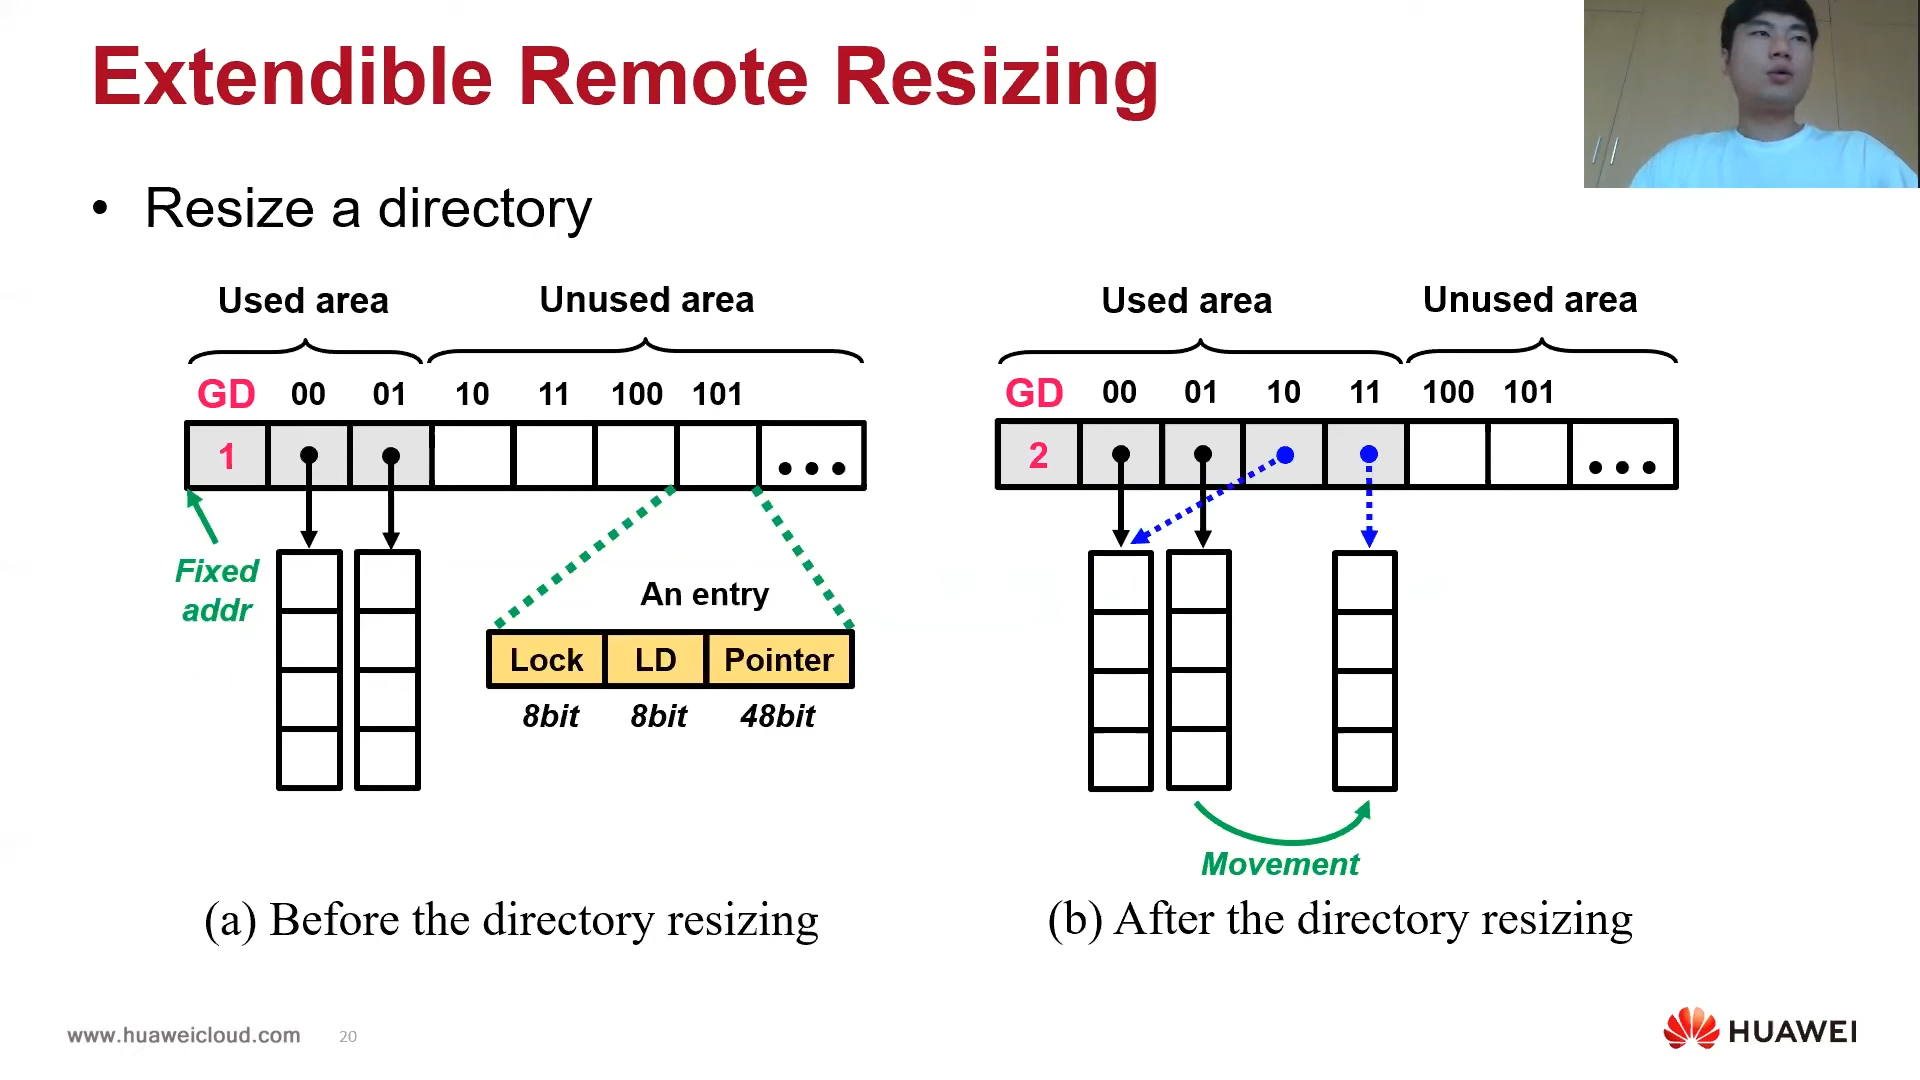 Extendible Remote Resizing
• Resize a directory
Used area
Unused area
GD 00 01 10 11 100 101
1
Fixed
addr
An entry
Lock LD Pointer
8bit 8bit 48bit
(a) Before the directory resizing
Used area
Unused area
GD 00 01 10 11 100 101
2
Movement
(b) After the directory resizing
www.huaweicloud.com 20
HUAWEI